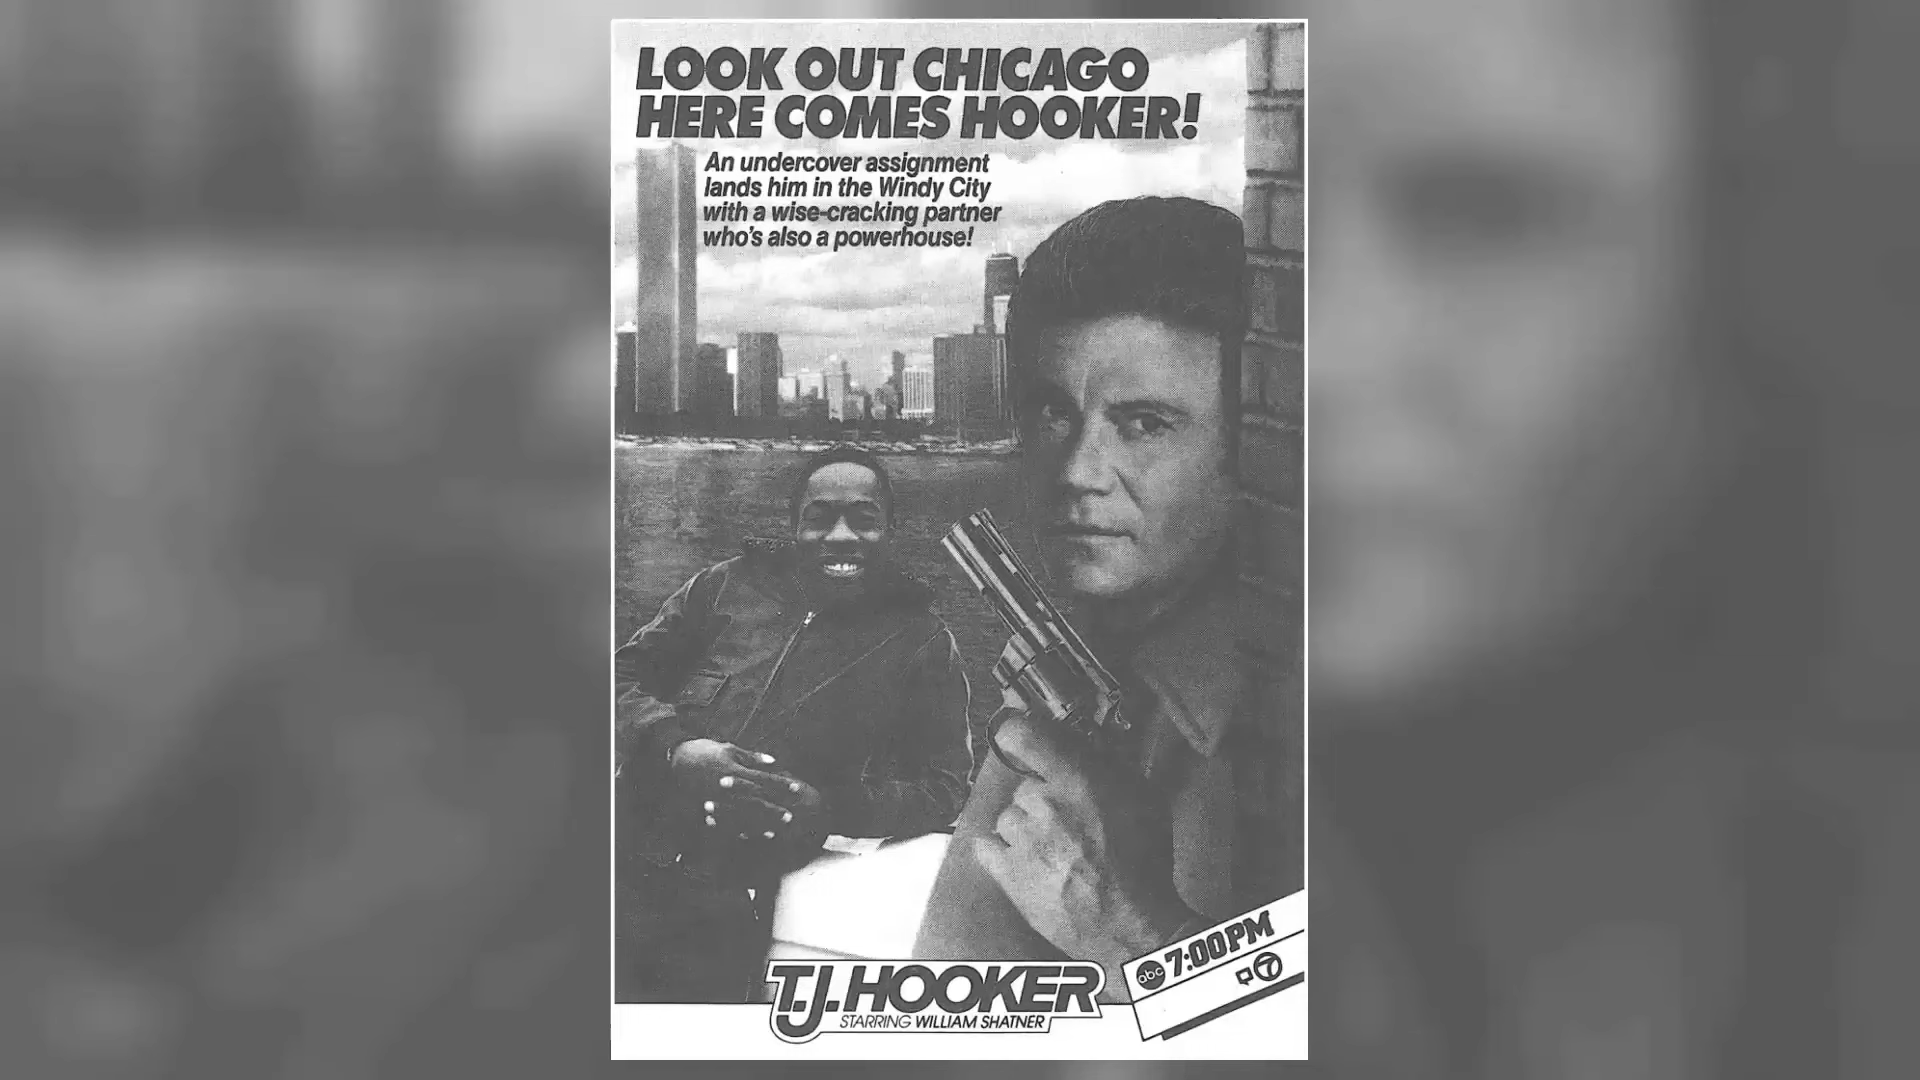 LOOK OUT CHICAGO
HERE COMES HOOKER!
An undercover assignment
lands him in the Windy City
with a wise-cracking partner
who's also a powerhouse!
abc 7:00PM
7
T.J. HOOKER
STARRING WILLIAM SHATNER